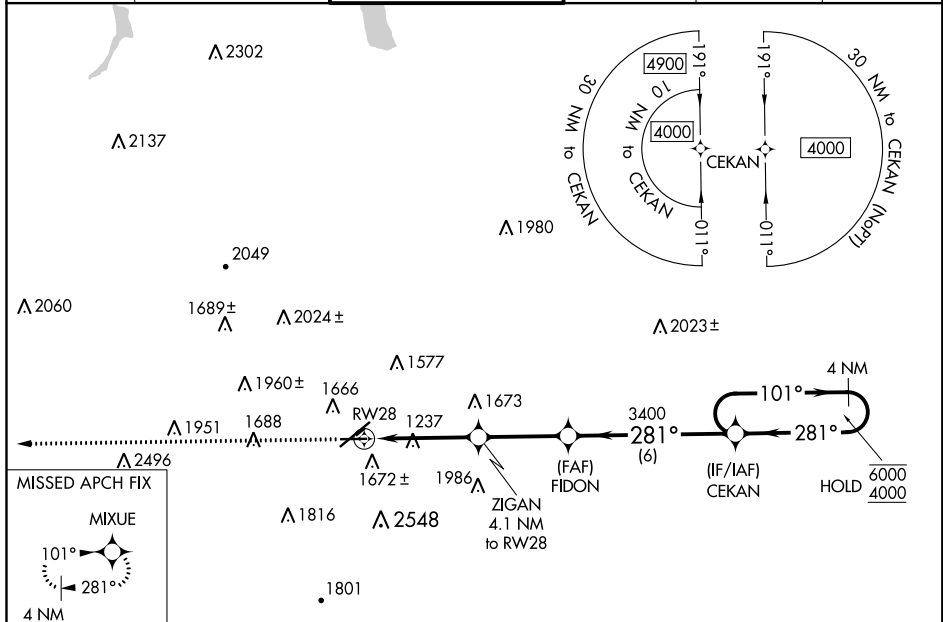 2302
2137
4900
191°
191°
30 NM to CEKAN
10 NM to CEKAN
4000
CEKAN
4000
30 NM to CEKAN (NoPT)
011°
011°
1980
2049
2060
1689±
2024±
2023±
1577
1960±
1666
4 NM
101°
RW28
1951
1688
1237
1673
3400
281°
(6)
281°
2496
1672±
1986
(FAF)
FIDON
(IF/IAF)
CEKAN
HOLD
6000
4000
ZIGAN
4.1 NM
to RW28
MISSED APCH FIX
MIXUE
101°
281°
4 NM
1816
2548
1801